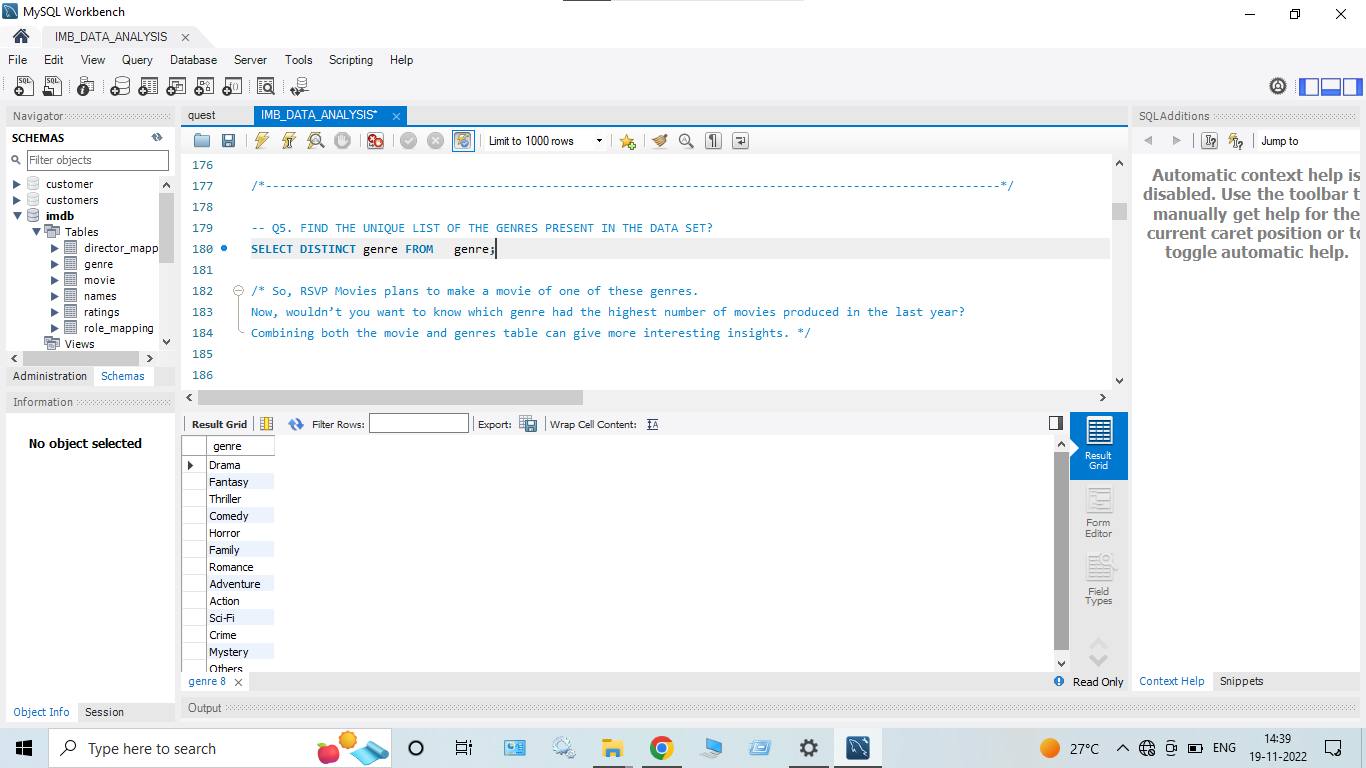 MySQL Workbench
IMB_DATA_ANALYSIS
File Edit View Query Database Server Tools Scripting Help
Navigator
SCHEMAS
Filter objects
customer
customers
imdb
Tables
director_mapp
genre
movie
names
ratings
role_mapping
Views
Administration Schemas
Information
No object selected
Object Info Session
quest IMB_DATA_ANALYSIS*
Limit to 1000 rows
176
177 /*---------------------------------------------------------------------------------------------------------*/
178
179 -- Q5. FIND THE UNIQUE LIST OF THE GENRES PRESENT IN THE DATA SET?
180 SELECT DISTINCT genre FROM   genre;
181
182 /* So, RSVP Movies plans to make a movie of one of these genres.
183 Now, wouldn’t you want to know which genre had the highest number of movies produced in the last year?
184 Combining both the movie and genres table can give more interesting insights. */
185
186
Result Grid Filter Rows: Export: Wrap Cell Content:
genre
Drama
Fantasy
Thriller
Comedy
Horror
Family
Romance
Adventure
Action
Sci-Fi
Crime
Mystery
Others
Result
Grid
Form
Editor
Field
Types
genre 8
Read Only
Output
SQLAdditions
Jump to
Automatic context help is
disabled. Use the toolbar t
manually get help for the
current caret position or to
toggle automatic help.
Context Help Snippets
Type here to search
27°C
ENG
14:39
19-11-2022